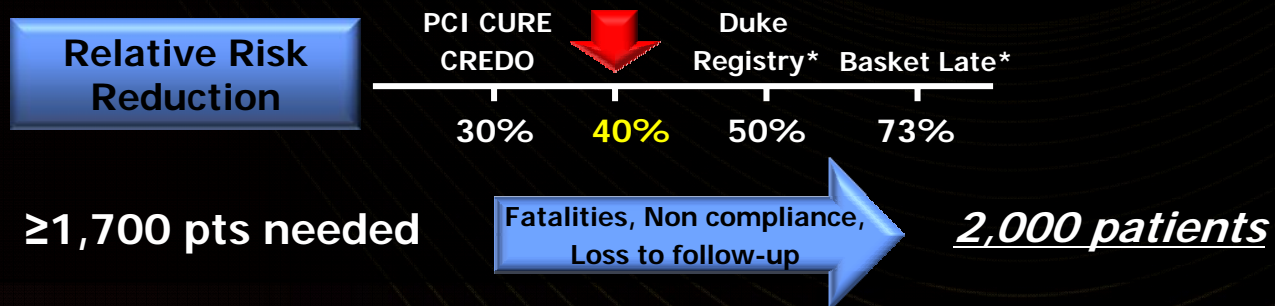 Relative Risk
Reduction
PCI CURE
CREDO
Duke
Registry*
Basket Late*
30%
40%
50%
73%
≥1,700 pts needed
Fatalities, Non compliance,
Loss to follow-up
2,000 patients